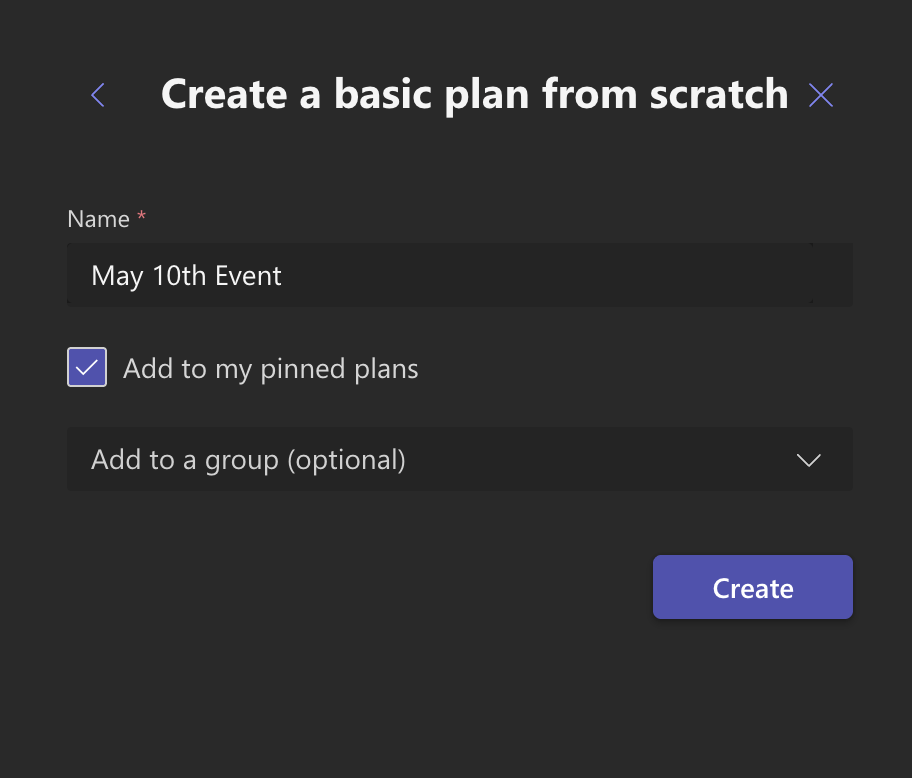 Create a basic plan from scratch
Name *
May 10th Event
Add to my pinned plans
Add to a group (optional)
Create